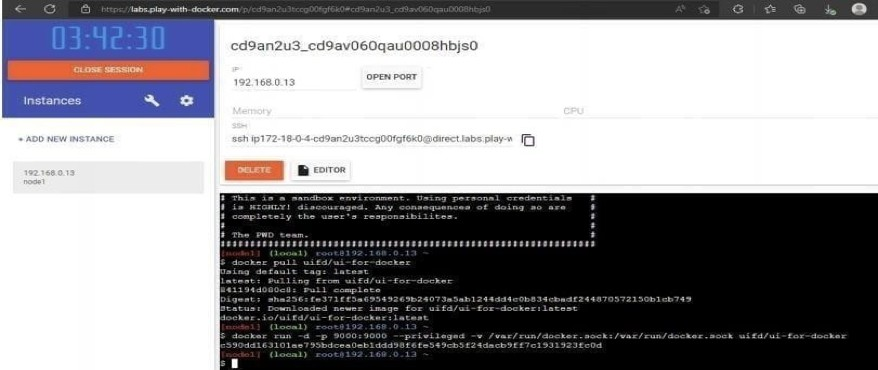 https://labs.play-with-docker.com/p/cd9an2u3tccg00fgf6k0#cd9an2u3_cd9av060qau0008hbjs0
03:42:30
CLOSE SESSION
Instances
+ ADD NEW INSTANCE
192.168.0.13
node1
cd9an2u3_cd9av060qau0008hbjs0
IP
192.168.0.13
OPEN PORT
Memory
CPU
SSH
ssh ip172-18-0-4-cd9an2u3tccg00fgf6k0@direct.labs.play-w
DELETE
EDITOR
# This is a sandbox environment. Using personal credentials #
# is HIGHLY! discouraged. Any consequences of doing so are #
# completely the user's responsibilites. #
# #
# The PWD team. #
###############################################################
[node1] (local) root@192.168.0.13 ~
$ docker pull uifd/ui-for-docker
Using default tag: latest
latest: Pulling from uifd/ui-for-docker
841194d080c8: Pull complete
Digest: sha256:fe371ff5a69549269b24073a5ab1244dd4c0b834cbadf244870572150b1cb749
Status: Downloaded newer image for uifd/ui-for-docker:latest
docker.io/uifd/ui-for-docker:latest
[node1] (local) root@192.168.0.13 ~
$ docker run -d -p 9000:9000 --privileged -v /var/run/docker.sock:/var/run/docker.sock uifd/ui-for-docker
c590dd163101ae795bdcea0eb1ddd98f6fe549cb5f24dacb9ff7c1931923fc0d
[node1] (local) root@192.168.0.13 ~
$